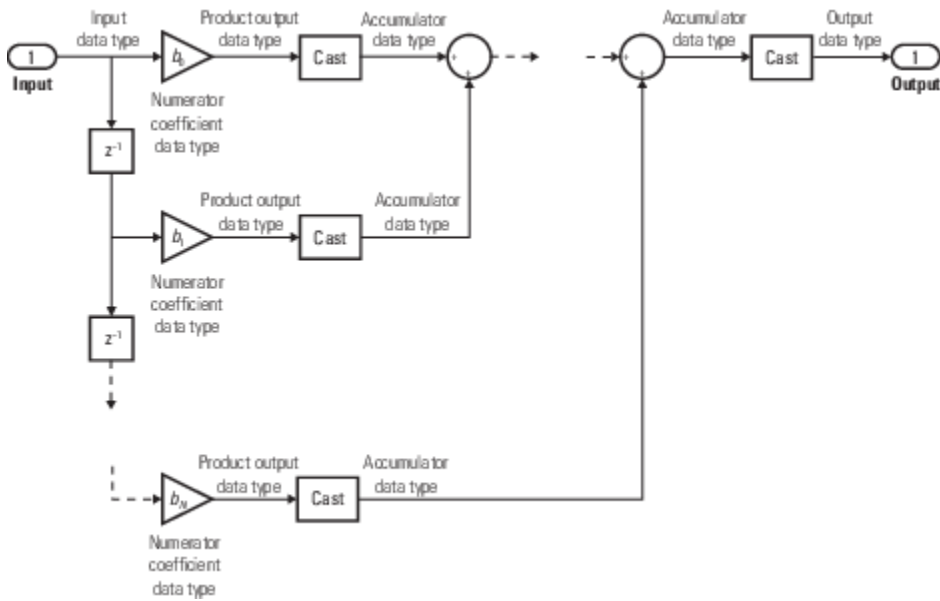 Input
data type
Product output
data type
Accumulator
data type
Accumulator
data type
Output
data type
1
Input
b0
Cast
+
+
+
+
Cast
1
Output
Numerator
coefficient
data type
z⁻¹
Product output
data type
Accumulator
data type
b1
Cast
Numerator
coefficient
data type
z⁻¹
Product output
data type
Accumulator
data type
bN
Cast
Numerator
coefficient
data type